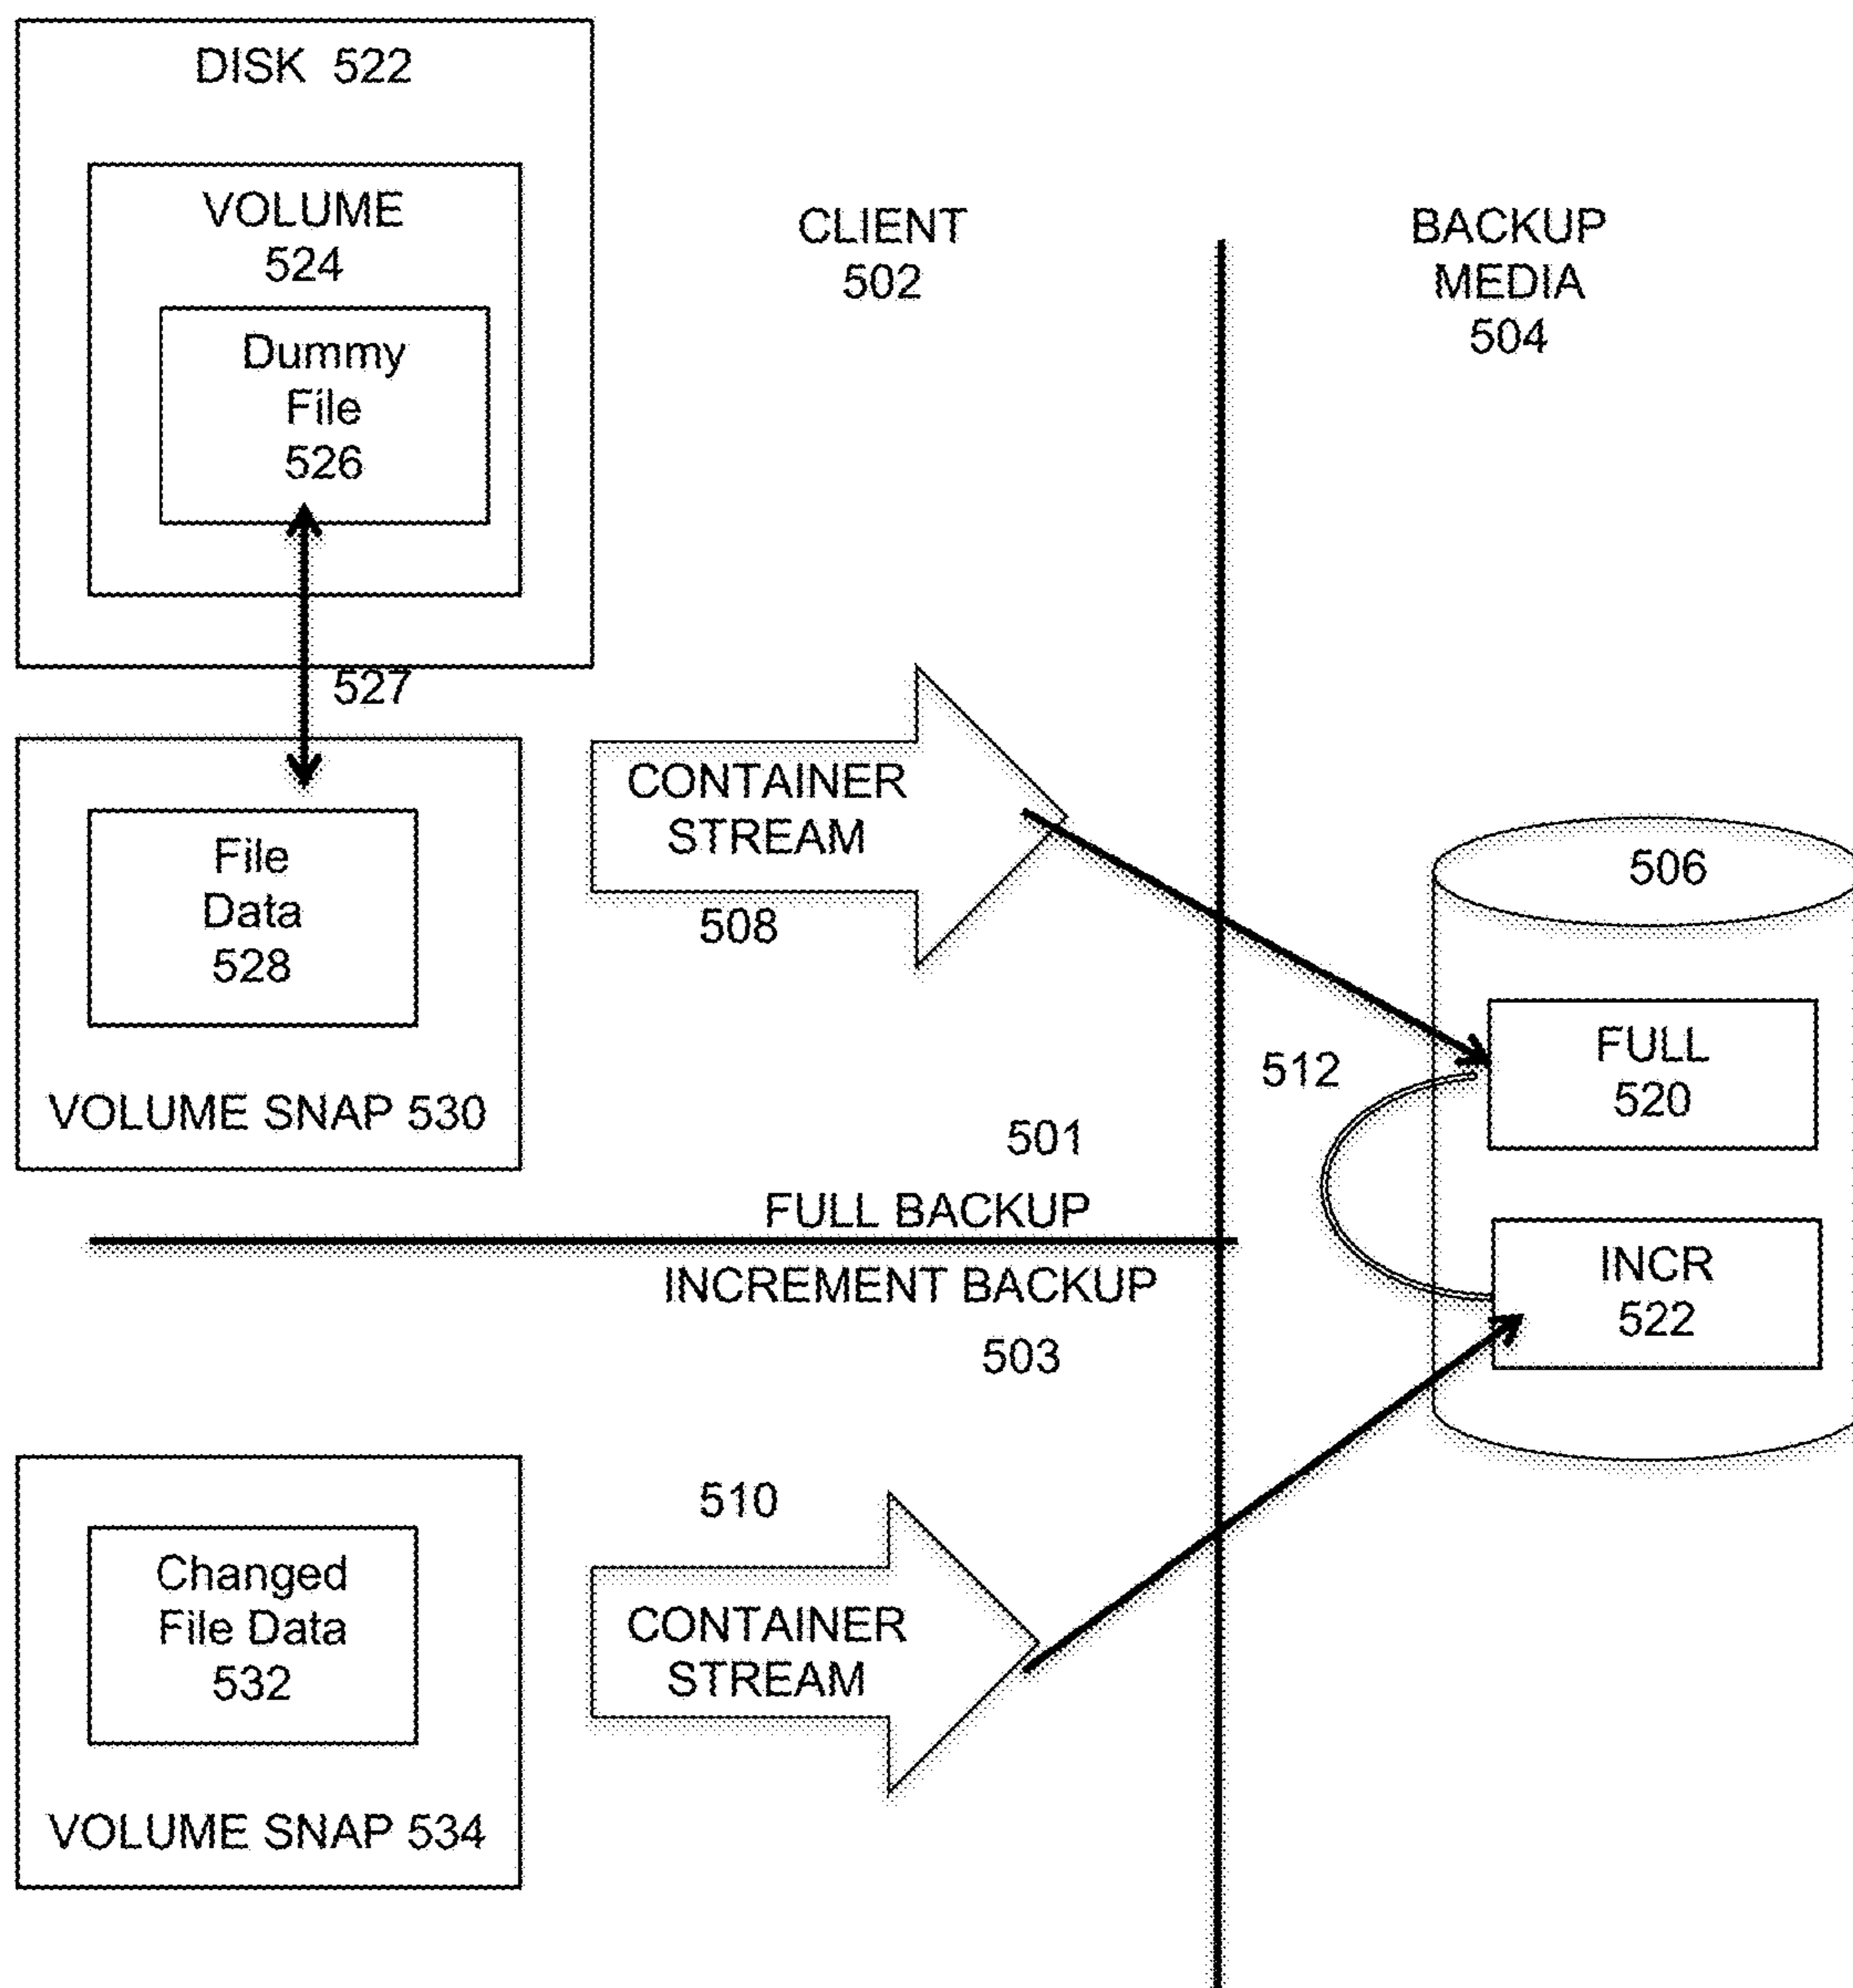 DISK 522
VOLUME
524
Dummy
File
526
527
CLIENT
502
BACKUP
MEDIA
504
File
Data
528
VOLUME SNAP 530
CONTAINER
STREAM
508
506
512
FULL
520
501
FULL BACKUP
INCREMENT BACKUP
503
INCR
522
Changed
File Data
532
VOLUME SNAP 534
510
CONTAINER
STREAM